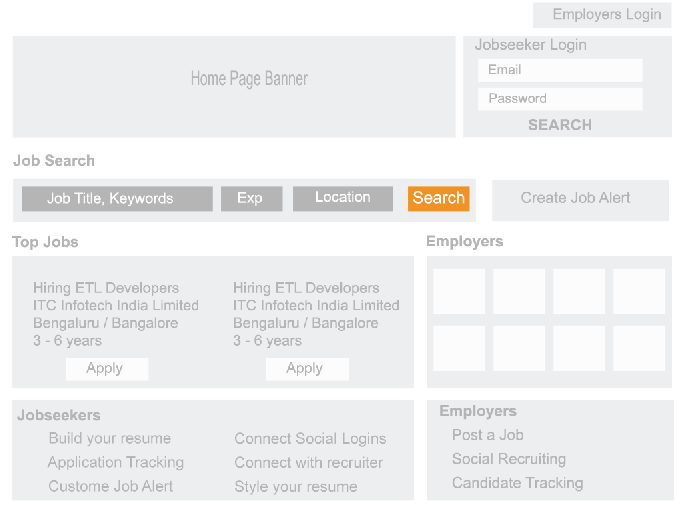 Employers Login
Home Page Banner
Jobseeker Login
Email
Password
SEARCH
Job Search
Job Title, Keywords
Exp
Location
Search
Create Job Alert
Top Jobs
Hiring ETL Developers
ITC Infotech India Limited
Bengaluru / Bangalore
3 - 6 years
Apply
Hiring ETL Developers
ITC Infotech India Limited
Bengaluru / Bangalore
3 - 6 years
Apply
Employers
Jobseekers
Build your resume
Application Tracking
Custome Job Alert
Connect Social Logins
Connect with recruiter
Style your resume
Employers
Post a Job
Social Recruiting
Candidate Tracking